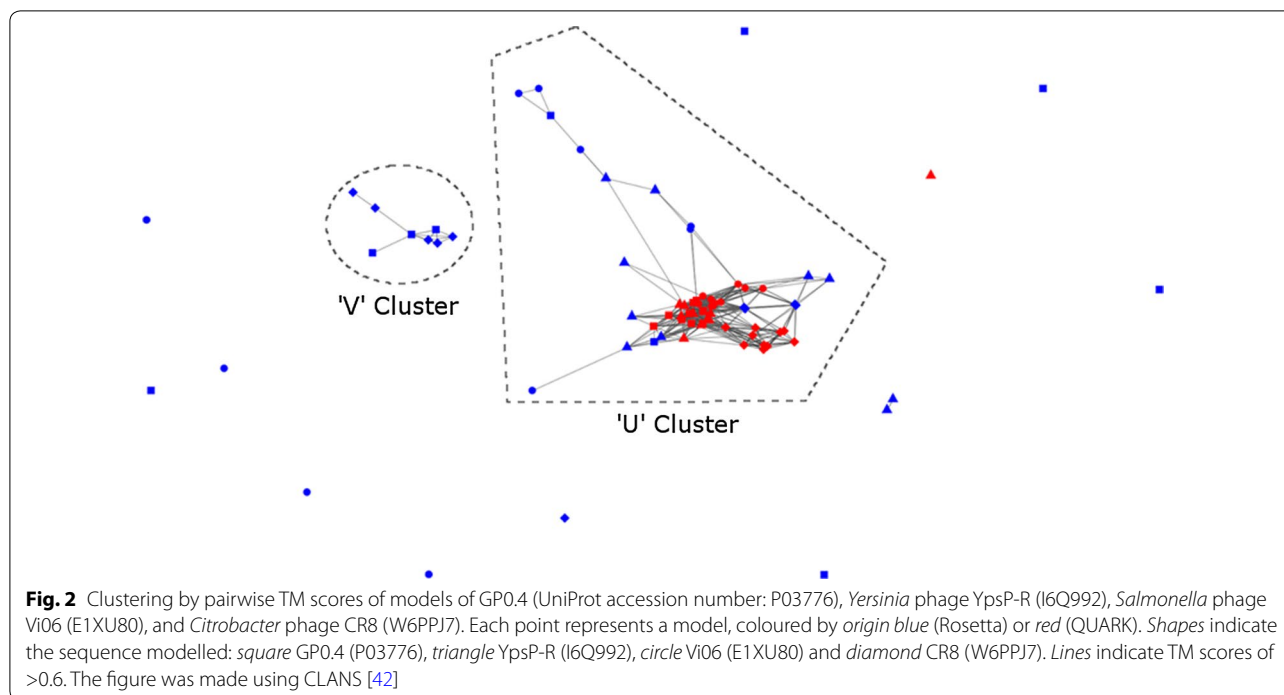 'V' Cluster
'U' Cluster
Fig. 2 Clustering by pairwise TM scores of models of GP0.4 (UniProt accession number: P03776), Yersinia phage YpsP-R (I6Q992), Salmonella phage
Vi06 (E1XU80), and Citrobacter phage CR8 (W6PPJ7). Each point represents a model, coloured by origin blue (Rosetta) or red (QUARK). Shapes indicate
the sequence modelled: square GP0.4 (P03776), triangle YpsP-R (I6Q992), circle Vi06 (E1XU80) and diamond CR8 (W6PPJ7). Lines indicate TM scores of
>0.6. The figure was made using CLANS [42]